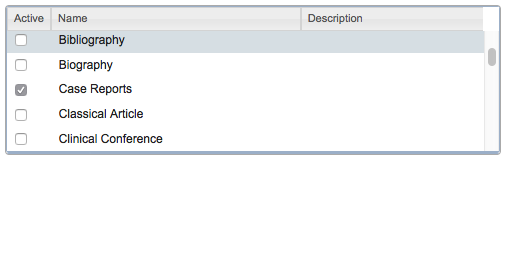 Active Name Description
Bibliography
Biography
Case Reports
Classical Article
Clinical Conference